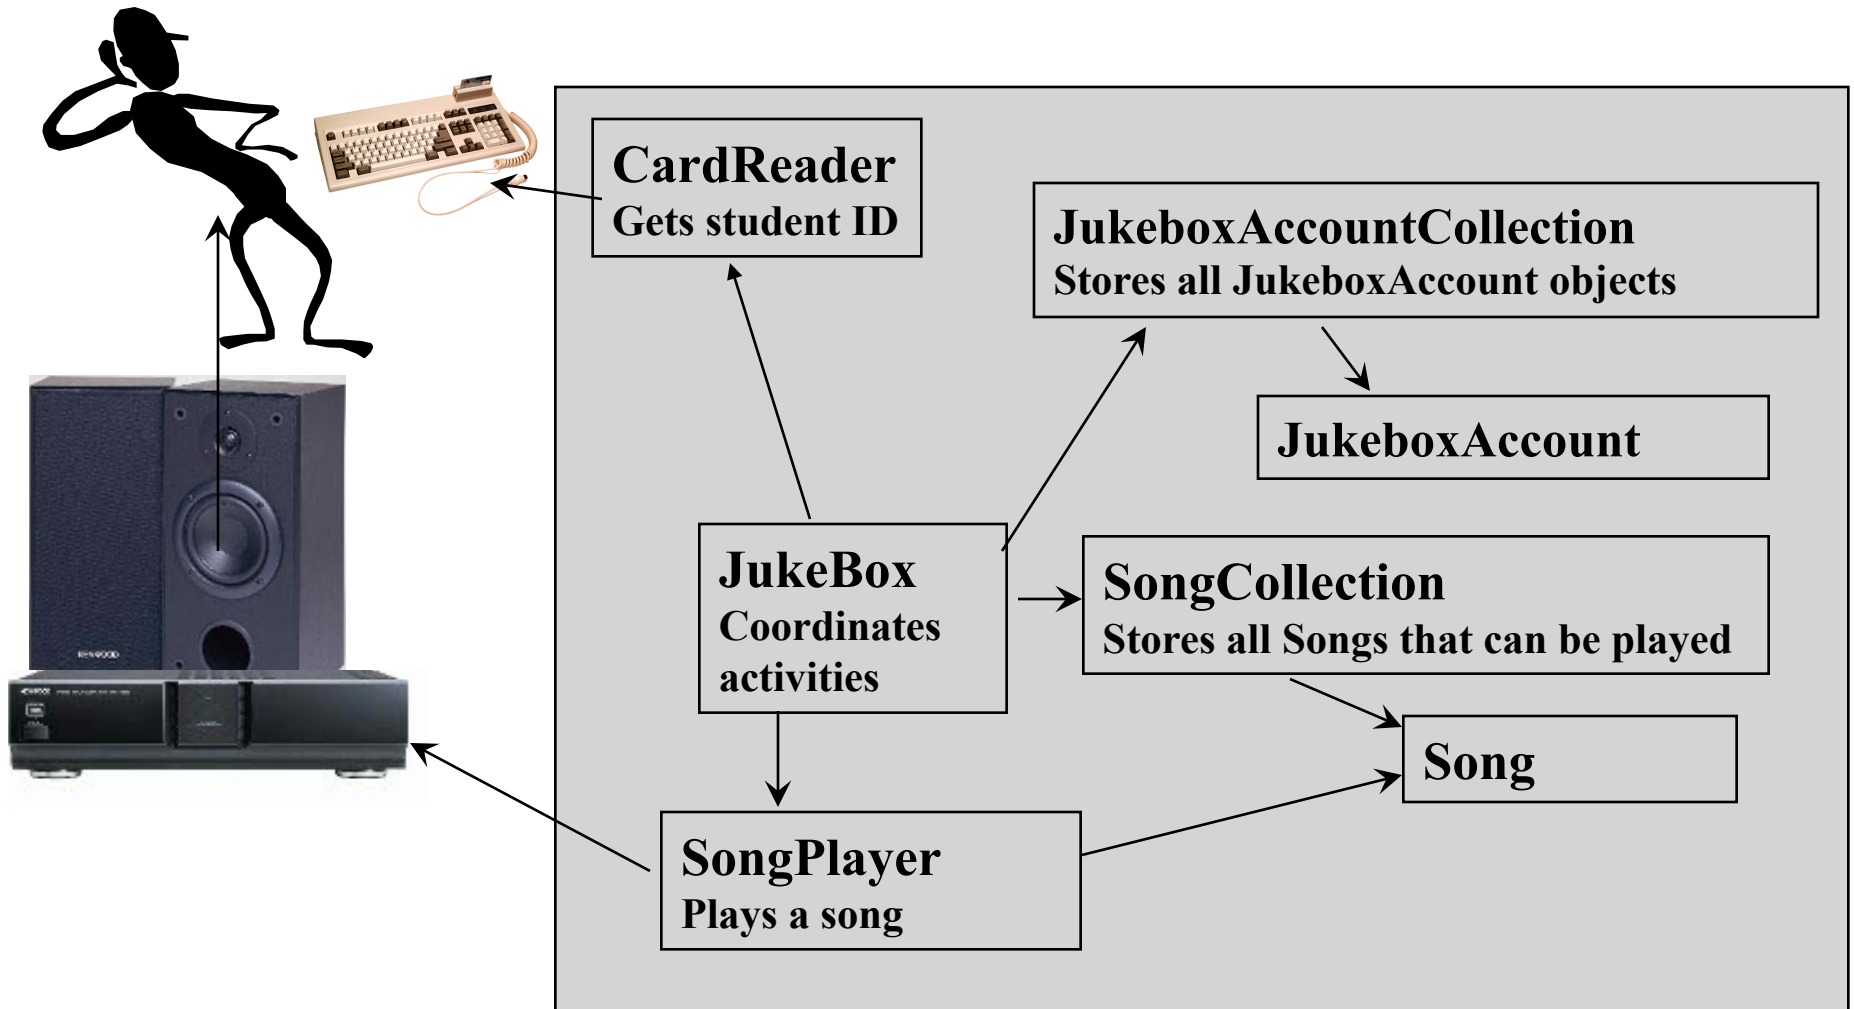 CardReader
Gets student ID
JukeboxAccountCollection
Stores all JukeboxAccount objects
JukeboxAccount
JukeBox
Coordinates
activities
SongCollection
Stores all Songs that can be played
Song
SongPlayer
Plays a song
KENWOOD